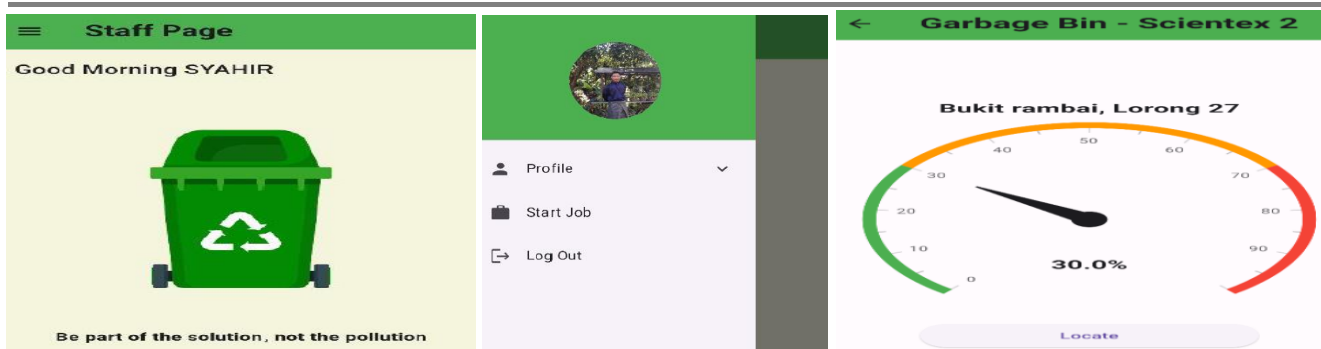 Staff Page
Good Morning SYAHIR
Be part of the solution, not the pollution
Profile
Start Job
Log Out
Garbage Bin - Scientex 2
Bukit rambai, Lorong 27
0
10
20
30
40
50
60
70
80
90
30.0%
Locate